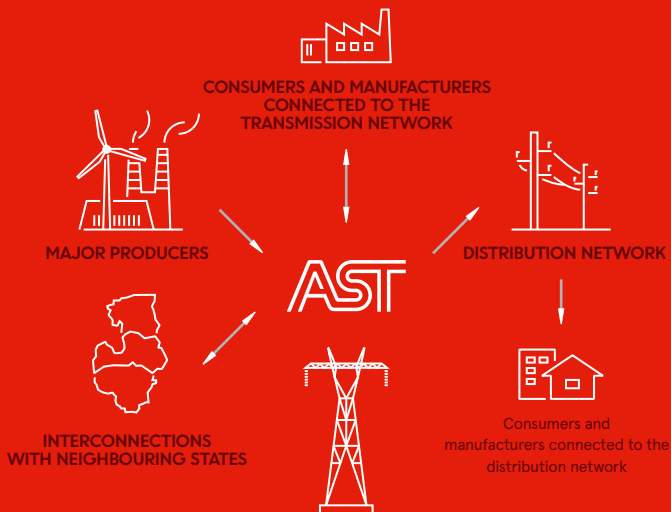 CONSUMERS AND MANUFACTURERS
CONNECTED TO THE
TRANSMISSION NETWORK
MAJOR PRODUCERS
DISTRIBUTION NETWORK
AST
INTERCONNECTIONS
WITH NEIGHBOURING STATES
Consumers and
manufacturers connected to the
distribution network